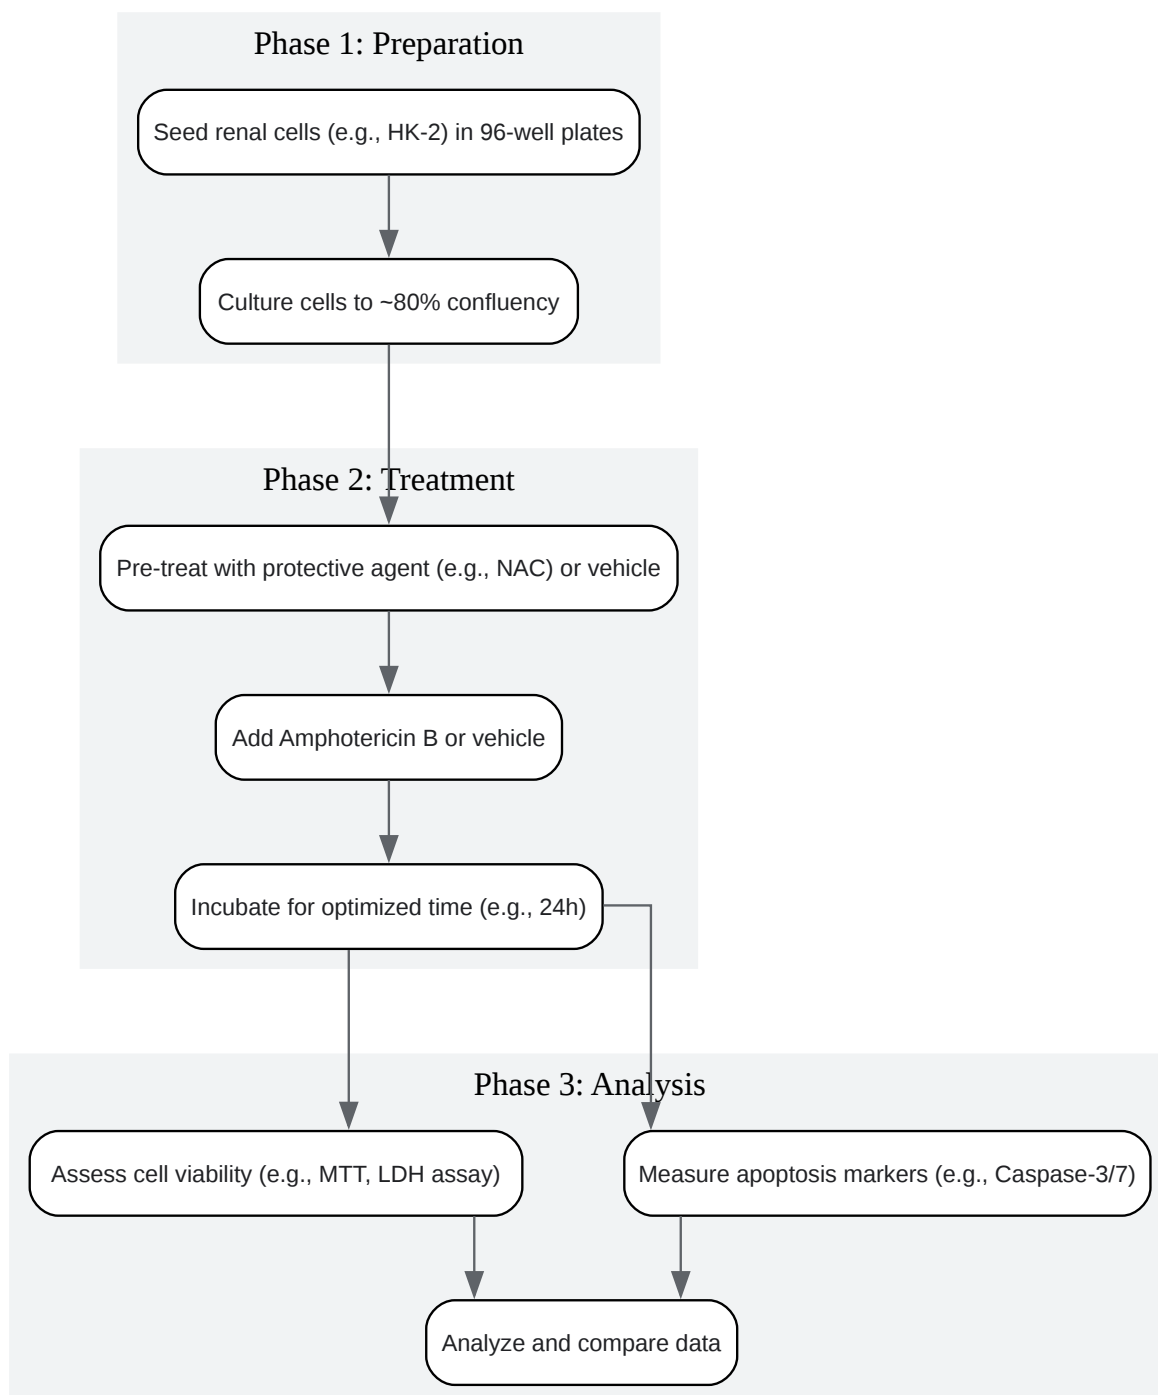 Phase 1: Preparation
Seed renal cells (e.g., HK-2) in 96-well plates
Culture cells to ~80% confluency
Phase 2: Treatment
Pre-treat with protective agent (e.g., NAC) or vehicle
Add Amphotericin B or vehicle
Incubate for optimized time (e.g., 24h)
Phase 3: Analysis
Assess cell viability (e.g., MTT, LDH assay)
Measure apoptosis markers (e.g., Caspase-3/7)
Analyze and compare data